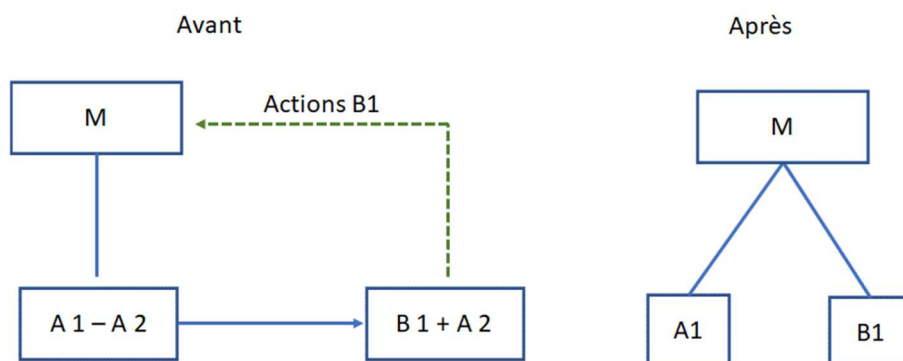 Avant
Après
M
Actions B1
M
A 1 – A 2
B 1 + A 2
A1
B1